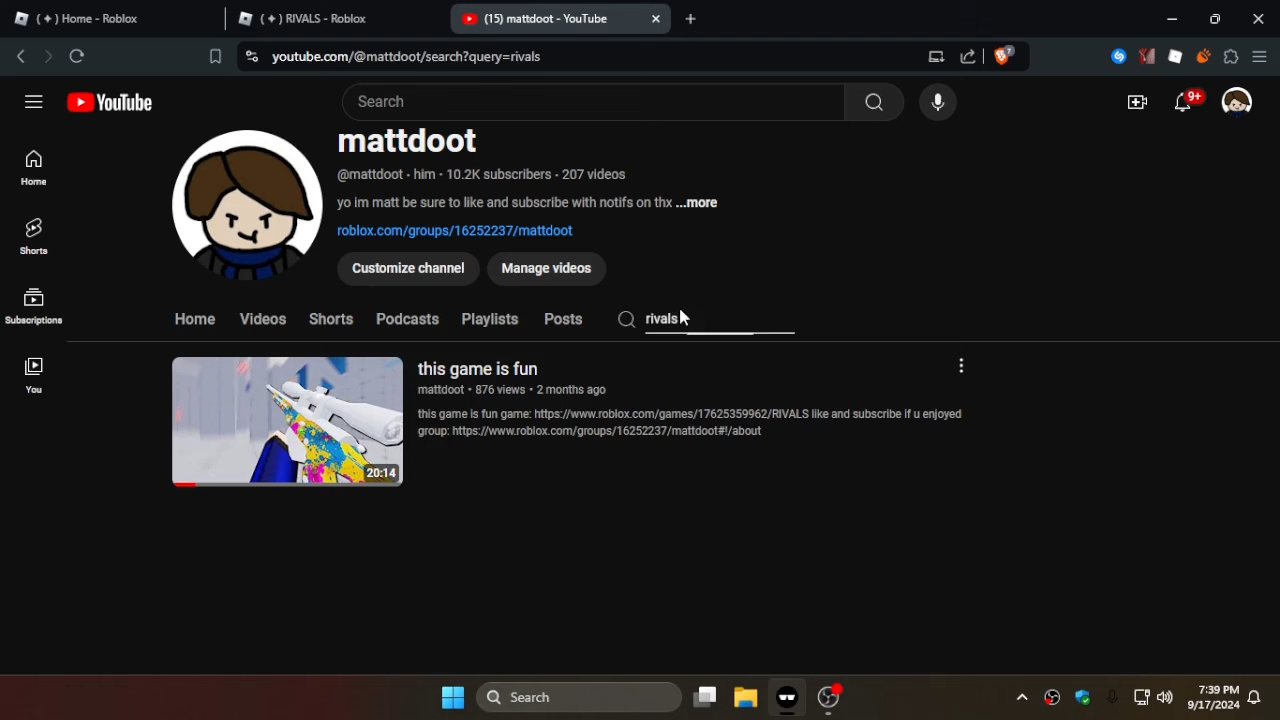 ( ✦ ) Home - Roblox
( ✦ ) RIVALS - Roblox
(15) mattdoot - YouTube
youtube.com/@mattdoot/search?query=rivals
7
YouTube
Search
9+
mattdoot
@mattdoot • him • 10.2K subscribers • 207 videos
yo im matt be sure to like and subscribe with notifs on thx ...more
roblox.com/groups/16252237/mattdoot
Customize channel
Manage videos
Home
Shorts
Subscriptions
You
Home Videos Shorts Podcasts Playlists Posts rivals
this game is fun
mattdoot • 876 views • 2 months ago
this game is fun game: https://www.roblox.com/games/17625359962/RIVALS like and subscribe if u enjoyed
group: https://www.roblox.com/groups/16252237/mattdoot#!/about
20:14
Search
7:39 PM
9/17/2024